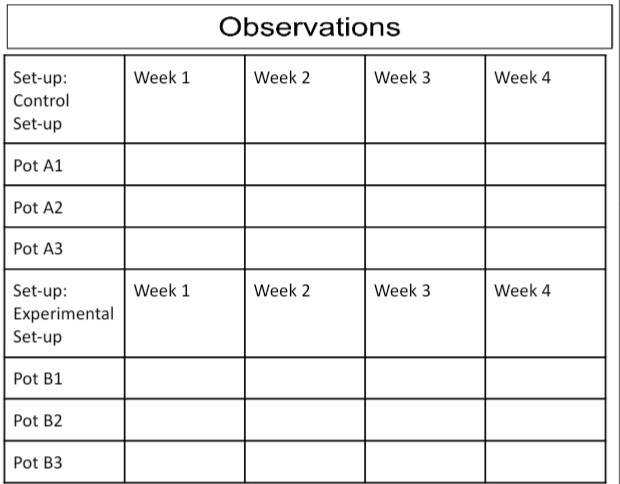 Observations
Set-up: Week 1 Week 2 Week 3 Week 4
Control
Set-up
Pot A1
Pot A2
Pot A3
Set-up: Week 1 Week 2 Week 3 Week 4
Experimental
Set-up
Pot B1
Pot B2
Pot B3